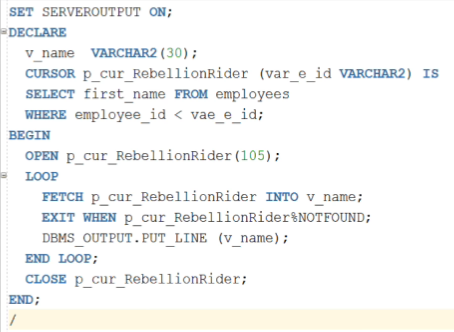 SET SERVEROUTPUT ON;
DECLARE
v_name VARCHAR2(30);
CURSOR p_cur_RebellionRider (var_e_id VARCHAR2) IS
SELECT first_name FROM employees
WHERE employee_id < vae_e_id;
BEGIN
OPEN p_cur_RebellionRider(105);
LOOP
FETCH p_cur_RebellionRider INTO v_name;
EXIT WHEN p_cur_RebellionRider%NOTFOUND;
DBMS_OUTPUT.PUT_LINE (v_name);
END LOOP;
CLOSE p_cur_RebellionRider;
END;
/